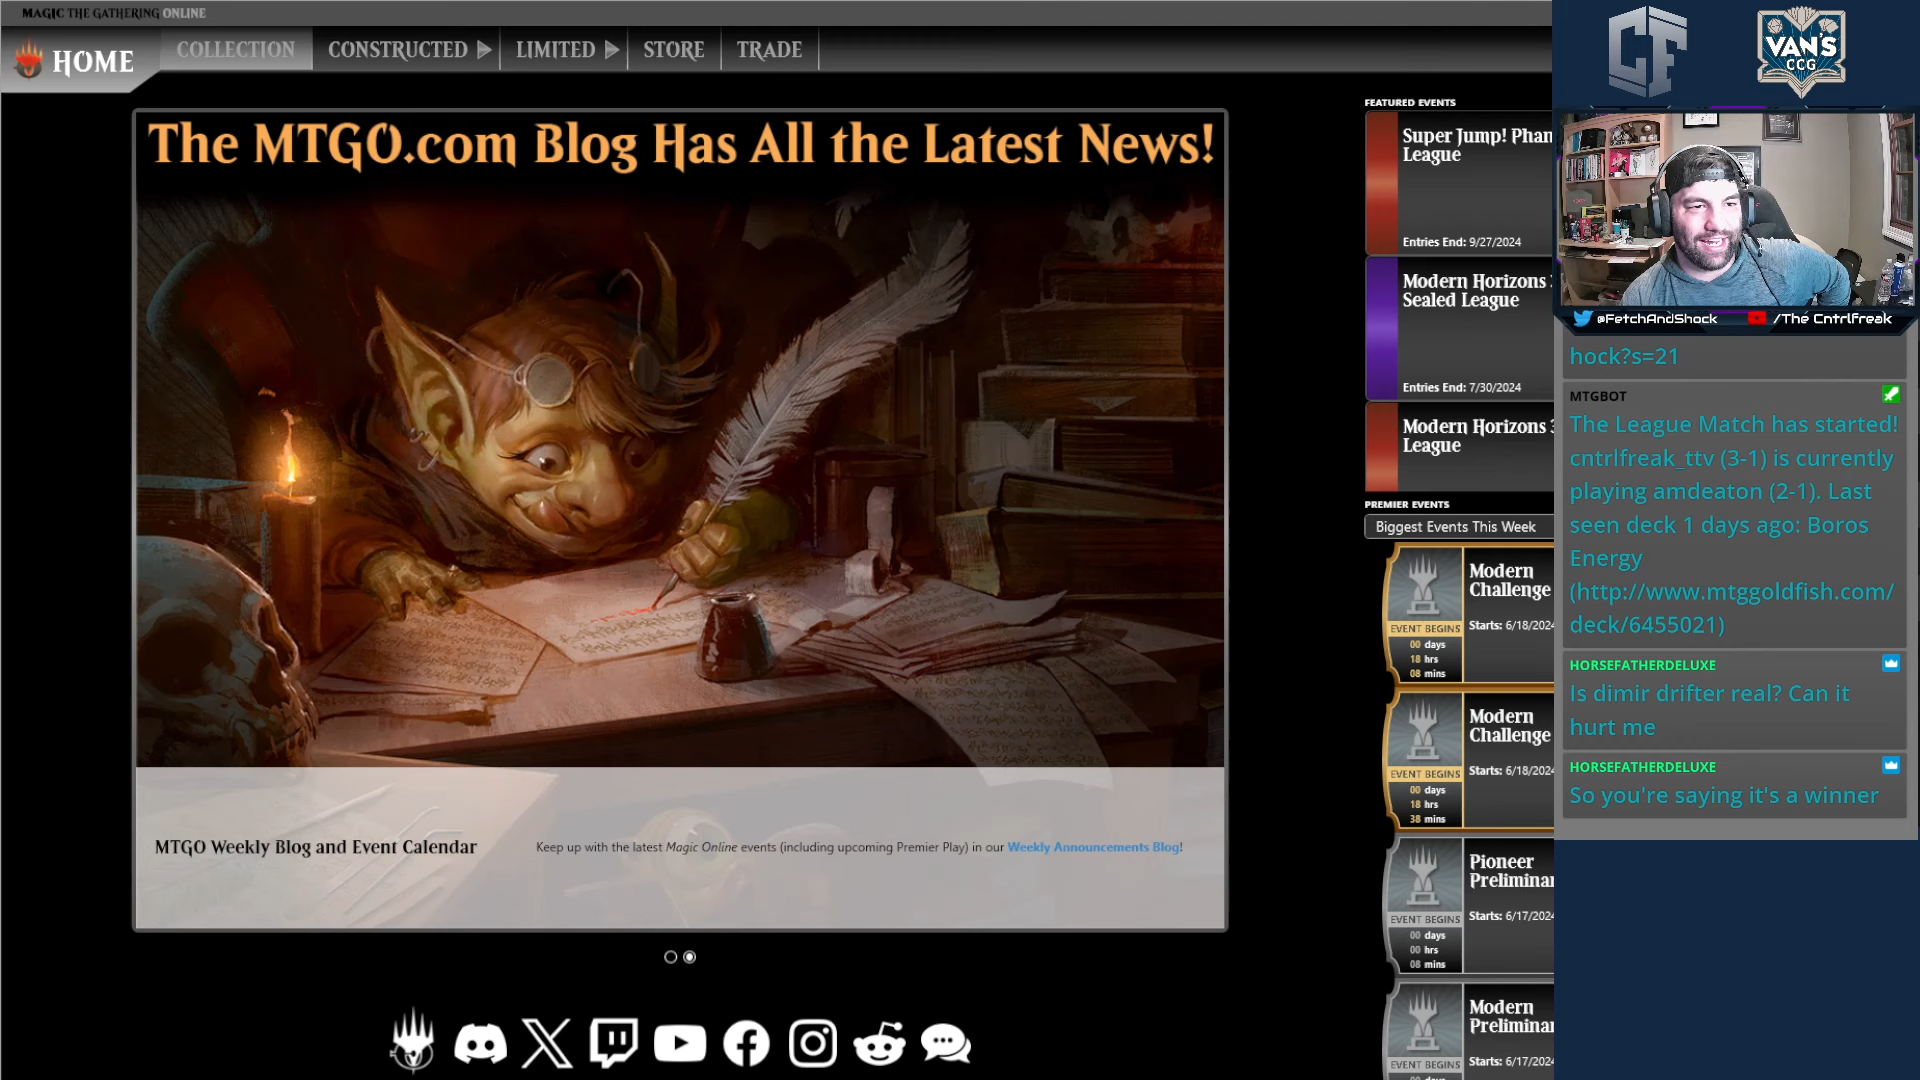 MAGIC THE GATHERING ONLINE
HOME
COLLECTION
CONSTRUCTED
LIMITED
STORE
TRADE
The MTGO.com Blog Has All the Latest News!
MTGO Weekly Blog and Event Calendar
Keep up with the latest Magic Online events (including upcoming Premier Play) in our Weekly Announcements Blog!
FEATURED EVENTS
Super Jump! Phan
League
Entries End: 9/27/2024
Modern Horizons
Sealed League
Entries End: 7/30/2024
Modern Horizons 3
League
PREMIER EVENTS
Biggest Events This Week
Modern
Challenge
Starts: 6/18/2024
EVENT BEGINS
00 days
18 hrs
08 mins
Modern
Challenge
Starts: 6/18/2024
EVENT BEGINS
00 days
18 hrs
38 mins
Pioneer
Preliminar
Starts: 6/17/2024
EVENT BEGINS
00 days
00 hrs
08 mins
Modern
Preliminar
Starts: 6/17/2024
EVENT BEGINS
CF
VAN'S
CCG
@FetchAndShock
/The Cntrlfreak
hock?s=21
MTGBOT
The League Match has started!
cntrlfreak_ttv (3-1) is currently
playing amdeaton (2-1). Last
seen deck 1 days ago: Boros
Energy
(http://www.mtggoldfish.com/
deck/6455021)
HORSEFATHERDELUXE
Is dimir drifter real? Can it
hurt me
HORSEFATHERDELUXE
So you're saying it's a winner